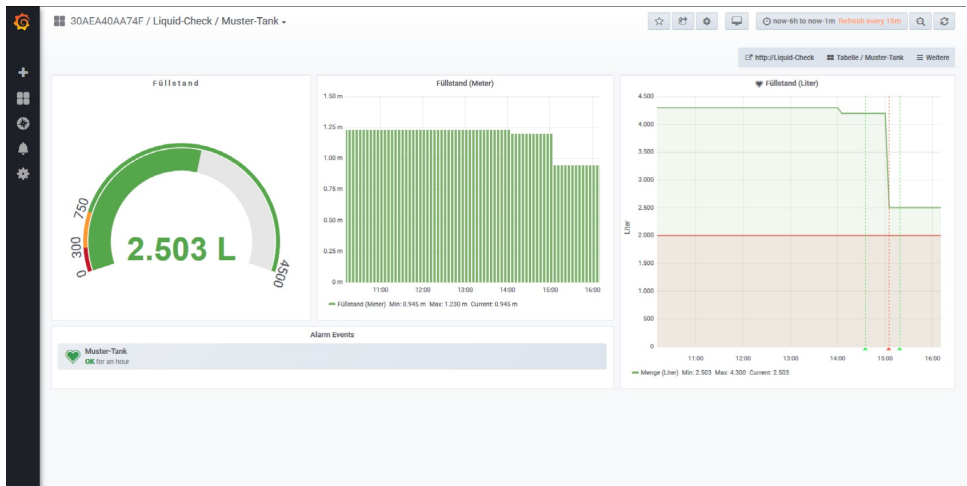 30AEA40AA74F / Liquid-Check / Muster-Tank
now-6h to now-1m Refresh every 15m
http://Liquid-Check
Tabelle / Muster-Tank
Weitere
Füllstand
0
300
750
4500
2.503 L
Füllstand (Meter)
1.50 m
1.25 m
1.00 m
0.75 m
0.50 m
0.25 m
0 m
11:00 12:00 13:00 14:00 15:00 16:00
Füllstand (Meter) Min: 0.945 m Max: 1.230 m Current: 0.945 m
Füllstand (Liter)
Liter
4.500
4.000
3.500
3.000
2.500
2.000
1.500
1.000
500
0
11:00 12:00 13:00 14:00 15:00 16:00
Menge (Liter) Min: 2.503 Max: 4.300 Current: 2.503
Alarm Events
Muster-Tank
OK for an hour